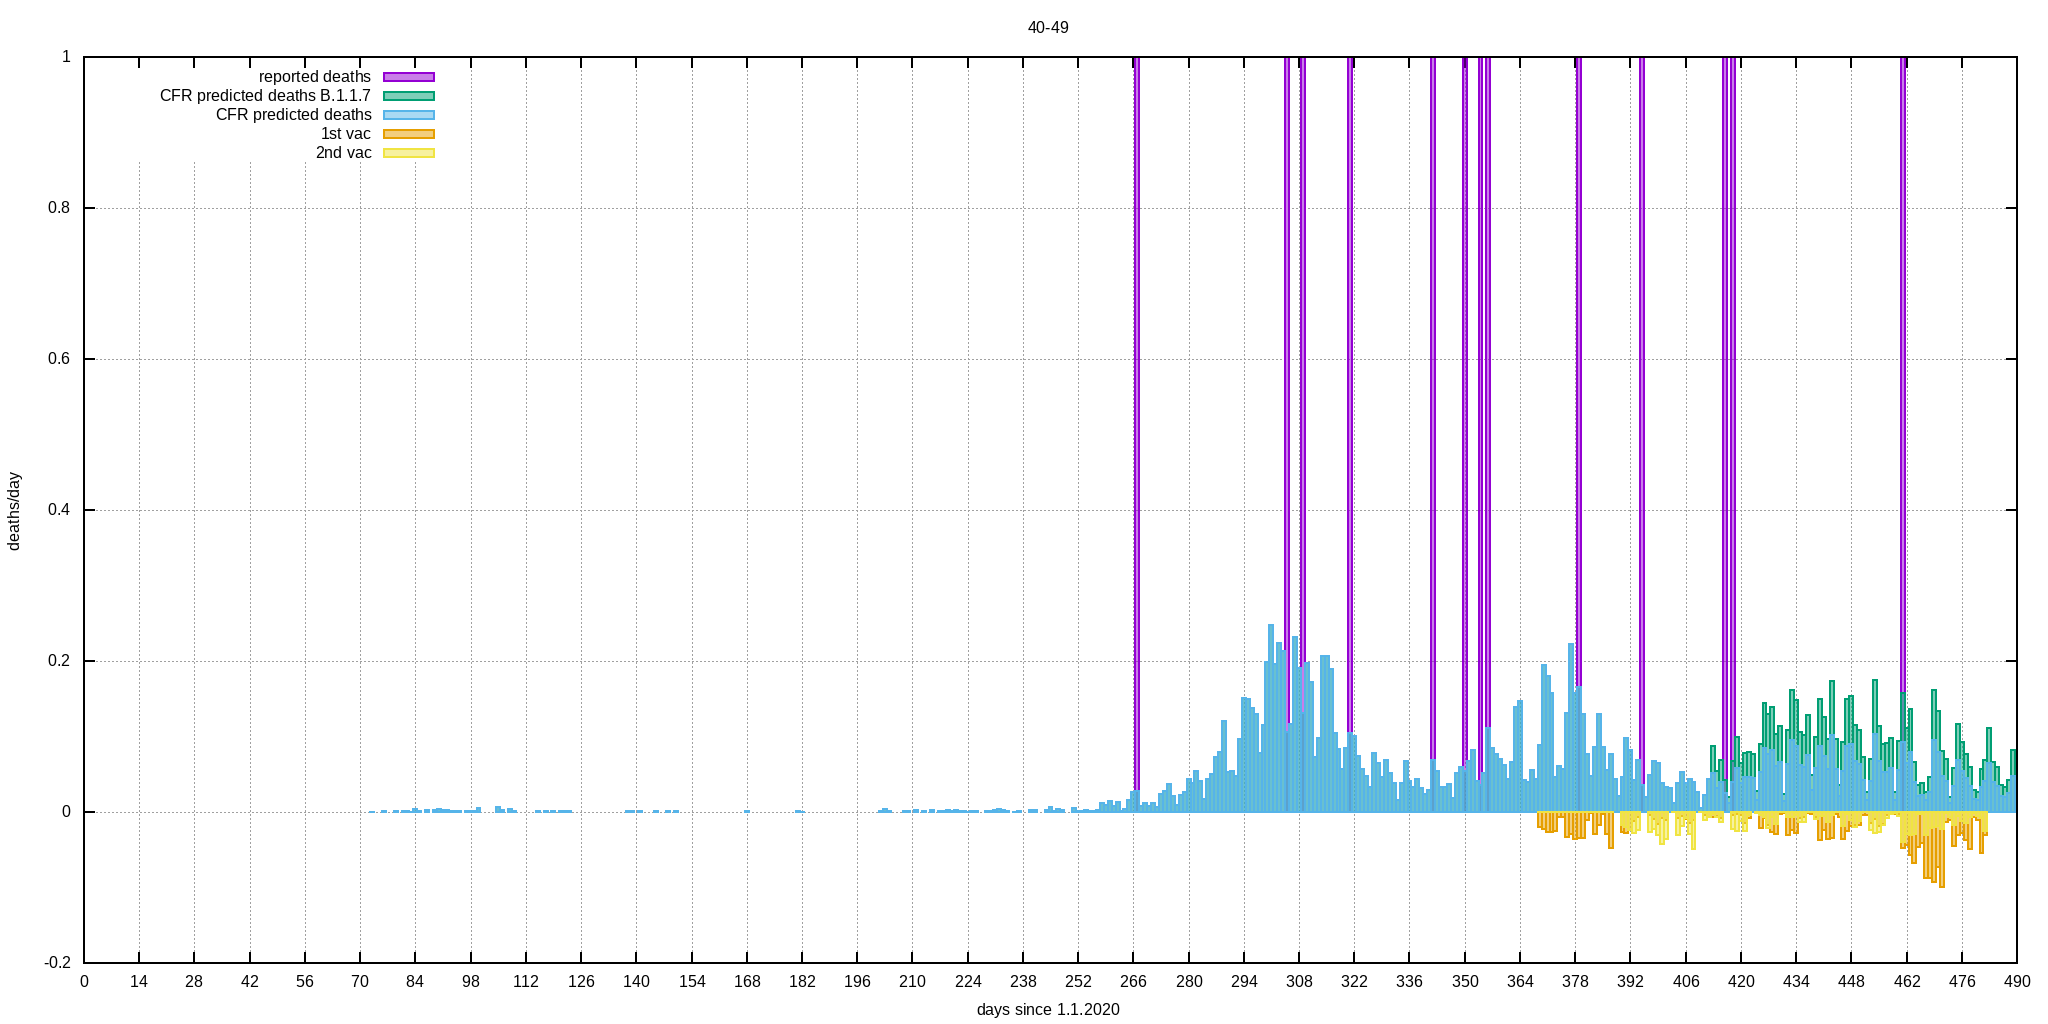 40-49
1
reported deaths
CFR predicted deaths B.1.1.7
CFR predicted deaths
1st vac
2nd vac
0.8
0.6
0.4
0.2
0
-0.2
deaths/day
0 14 28 42 56 70 84 98 112 126 140 154 168 182 196 210 224 238 252 266 280 294 308 322 336 350 364 378 392 406 420 434 448 462 476 490
days since 1.1.2020